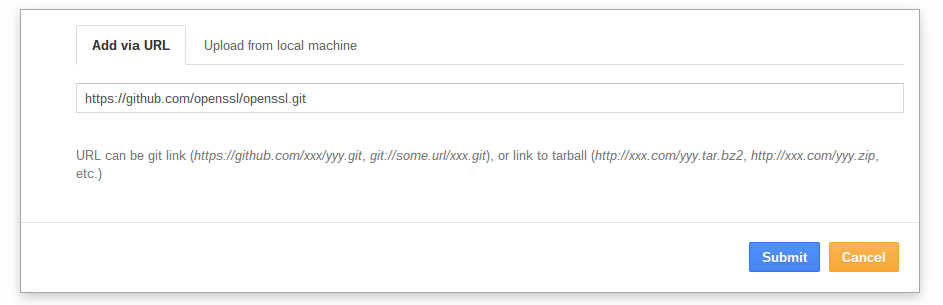 Add via URL Upload from local machine
https://github.com/openssl/openssl.git
URL can be git link (https://github.com/xxx/yyy.git, git://some.url/xxx.git), or link to tarball (http://xxx.com/yyy.tar.bz2, http://xxx.com/yyy.zip,
etc.)
Submit Cancel